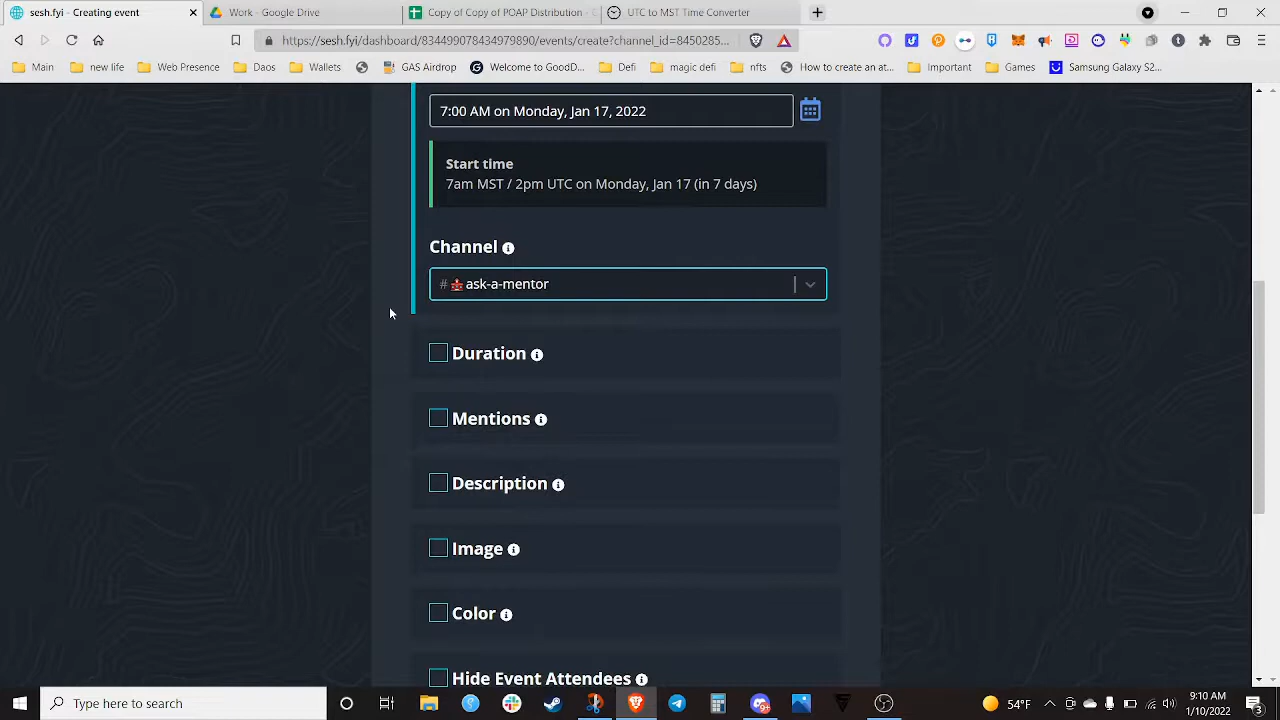 sesh.fyi - Creating event
Work - Google Drive
Copy of Copy of POAP Distribution - G
UTC to MST Time Converter
https://sesh.fyi/dashboard/834499078434979890/events/create?channel_id=8450285...
Main
new life
Web Presence
Daos
Wallets
GAS Airdrop
Welcome to GoodD...
Defi
magic defi
nfts
How to create an at...
Important
Games
Samsung Galaxy S2...
7:00 AM on Monday, Jan 17, 2022
Start time
7am MST / 2pm UTC on Monday, Jan 17 (in 7 days)
Channel
# ask-a-mentor
Duration
Mentions
Description
Image
Color
Hide Event Attendees
Type here to search
54°F
9:10 AM
1/10/2022